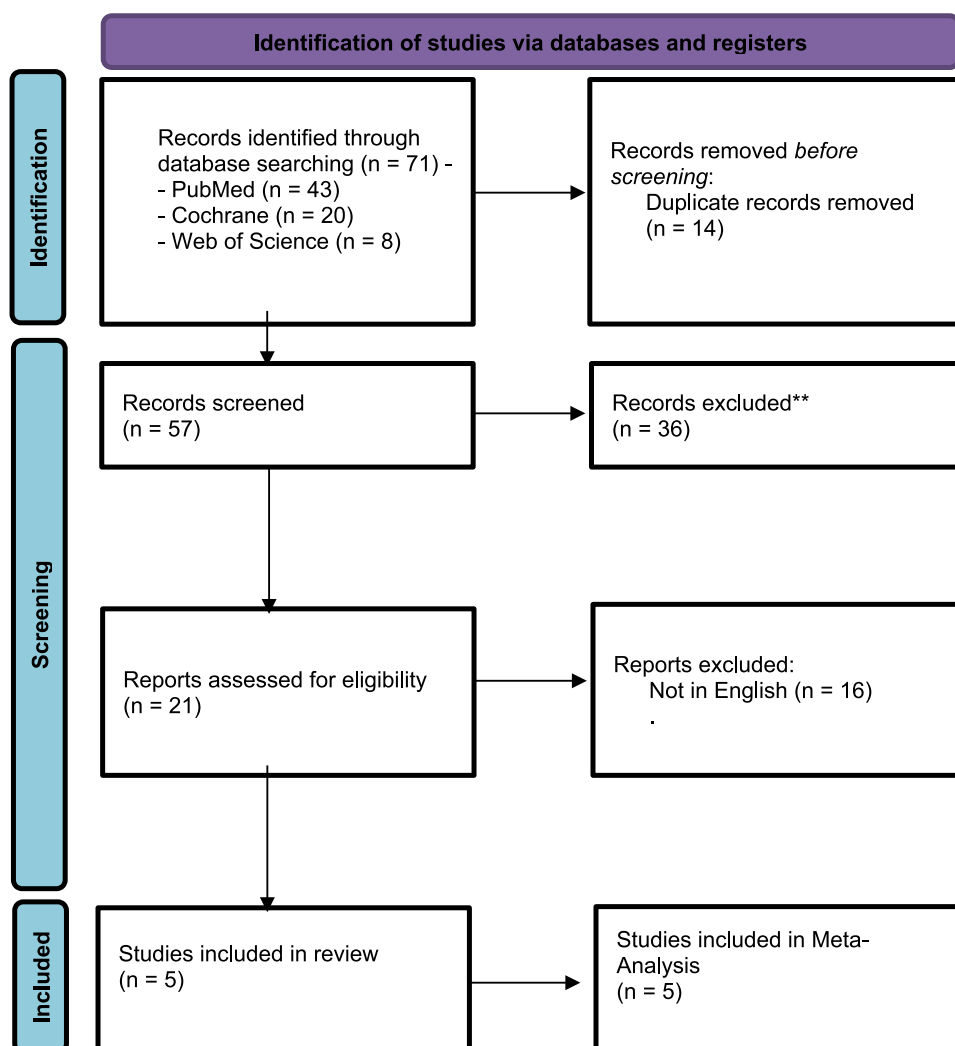 Identification of studies via databases and registers
Identification
Records identified through
database searching (n = 71) -
- PubMed (n = 43)
- Cochrane (n = 20)
- Web of Science (n = 8)
Records removed before
screening:
Duplicate records removed
(n = 14)
Screening
Records screened
(n = 57)
Records excluded**
(n = 36)
Reports assessed for eligibility
(n = 21)
Reports excluded:
Not in English (n = 16)
.
Included
Studies included in review
(n = 5)
Studies included in Meta-
Analysis
(n = 5)